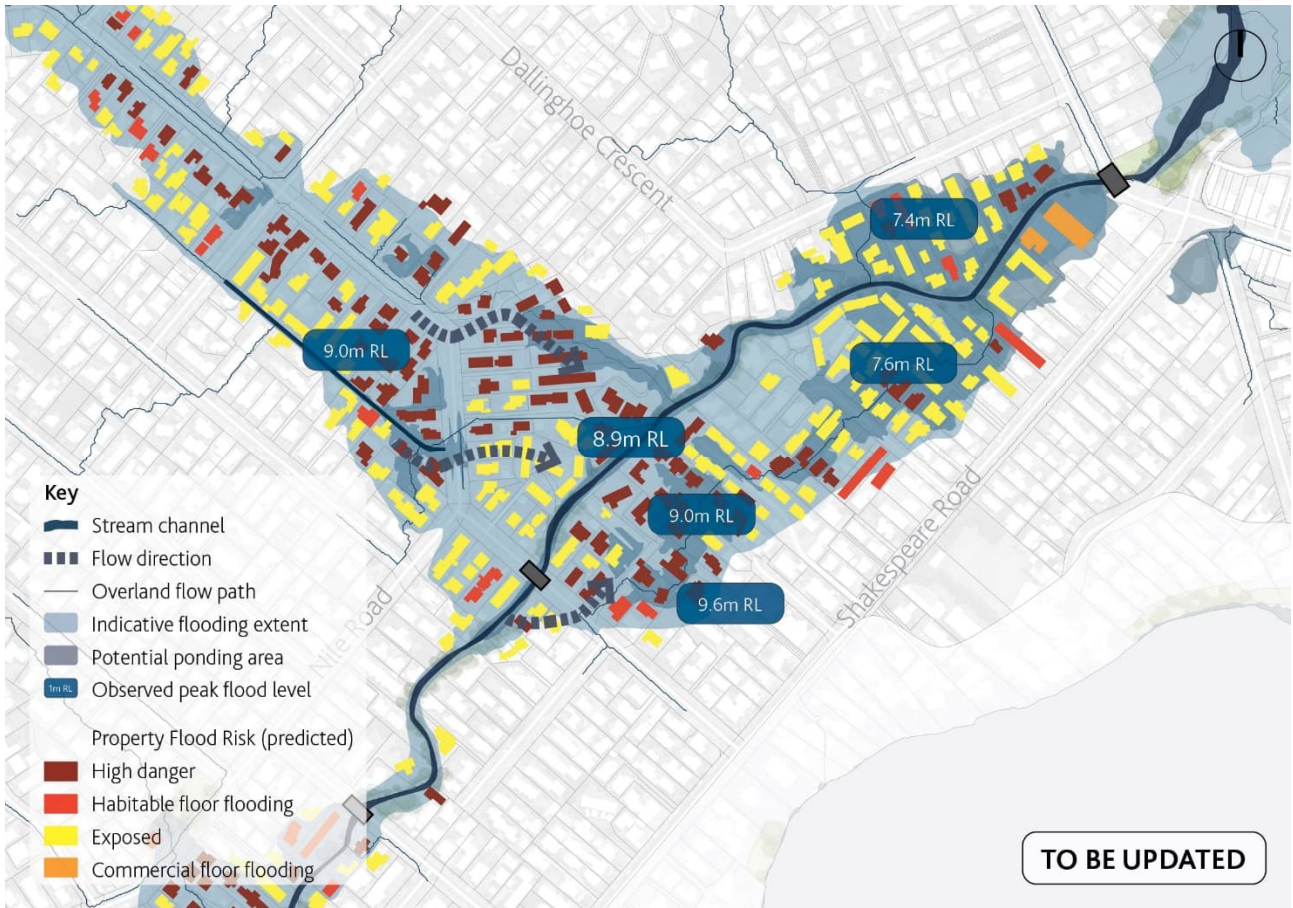 Dallinghoe Crescent
7.4m RL
9.0m RL
7.6m RL
8.9m RL
9.0m RL
9.6m RL
Nile Road
Shakespeare Road
Key
Stream channel
Flow direction
Overland flow path
Indicative flooding extent
Potential ponding area
1m RL Observed peak flood level
Property Flood Risk (predicted)
High danger
Habitable floor flooding
Exposed
Commercial floor flooding
TO BE UPDATED